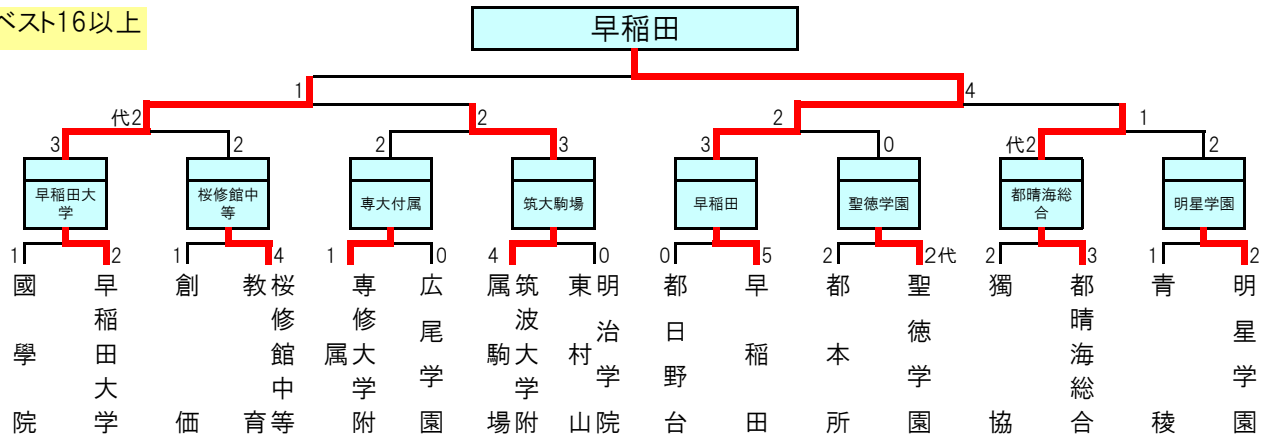 ベスト16以上
早稲田
1
4
代2
2
2
1
3
2
2
3
3
0
代2
2
早稲田大
学
桜修館中
等
専大付属
筑大駒場
早稲田
聖徳学園
都晴海総
合
明星学園
1
2
1
4
1
0
4
0
0
5
2
2代
2
3
1
2
國學院
早稲田大学
創価
桜修館中等
教育
専修大学附
属
広尾学園
筑波大学附
属駒場
明治学院
東村山
都日野台
早稲田
都本所
聖徳学園
獨協
都晴海総合
青稜
明星学園